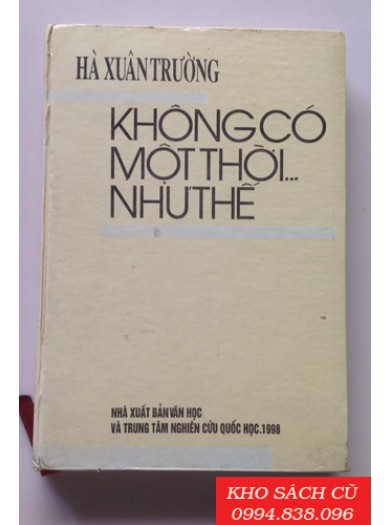 HÀ XUÂN TRƯỜNG
KHÔNG CÓ
MỘT THỜI...
NHƯ THẾ
NHÀ XUẤT BẢN VĂN HỌC
VÀ TRUNG TÂM NGHIÊN CỨU QUỐC HỌC.1998
KHO SÁCH CŨ
0994.838.096